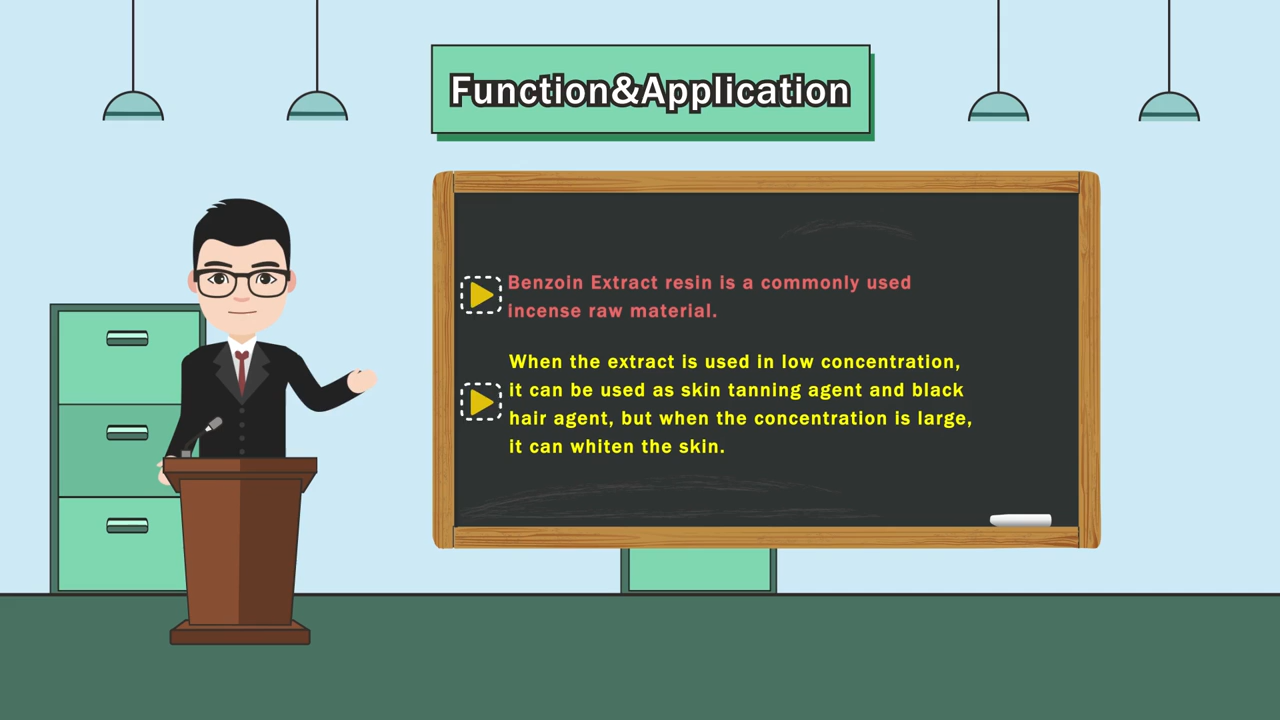 Function&Application
Benzoin Extract resin is a commonly used
incense raw material.
When the extract is used in low concentration,
it can be used as skin tanning agent and black
hair agent, but when the concentration is large,
it can whiten the skin.